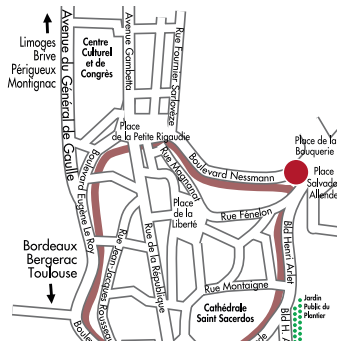 Limoges
Brive
Périgueux
Montignac
Avenue du Général de Gaulle
Centre
Culturel
et de
Congrès
Avenue Gambetta
Rue Fournier Sarlovèze
Place
de la Petite Rigaudie
Place de la
Bouquerie
Boulevard Nessmann
Place
Salvador
Allende
Rue Magnanat
Boulevard Eugène Le Roy
Place
de la
Liberté
Rue Fénelon
Bordeaux
Bergerac
Toulouse
Rue Jean-Jacques Rousseau
Rue de la République
Bld Henri Arlet
Rue Montaigne
Cathédrale
Saint Sacerdos
Jardin
Public du
Plantier
Bld H. A
Boule